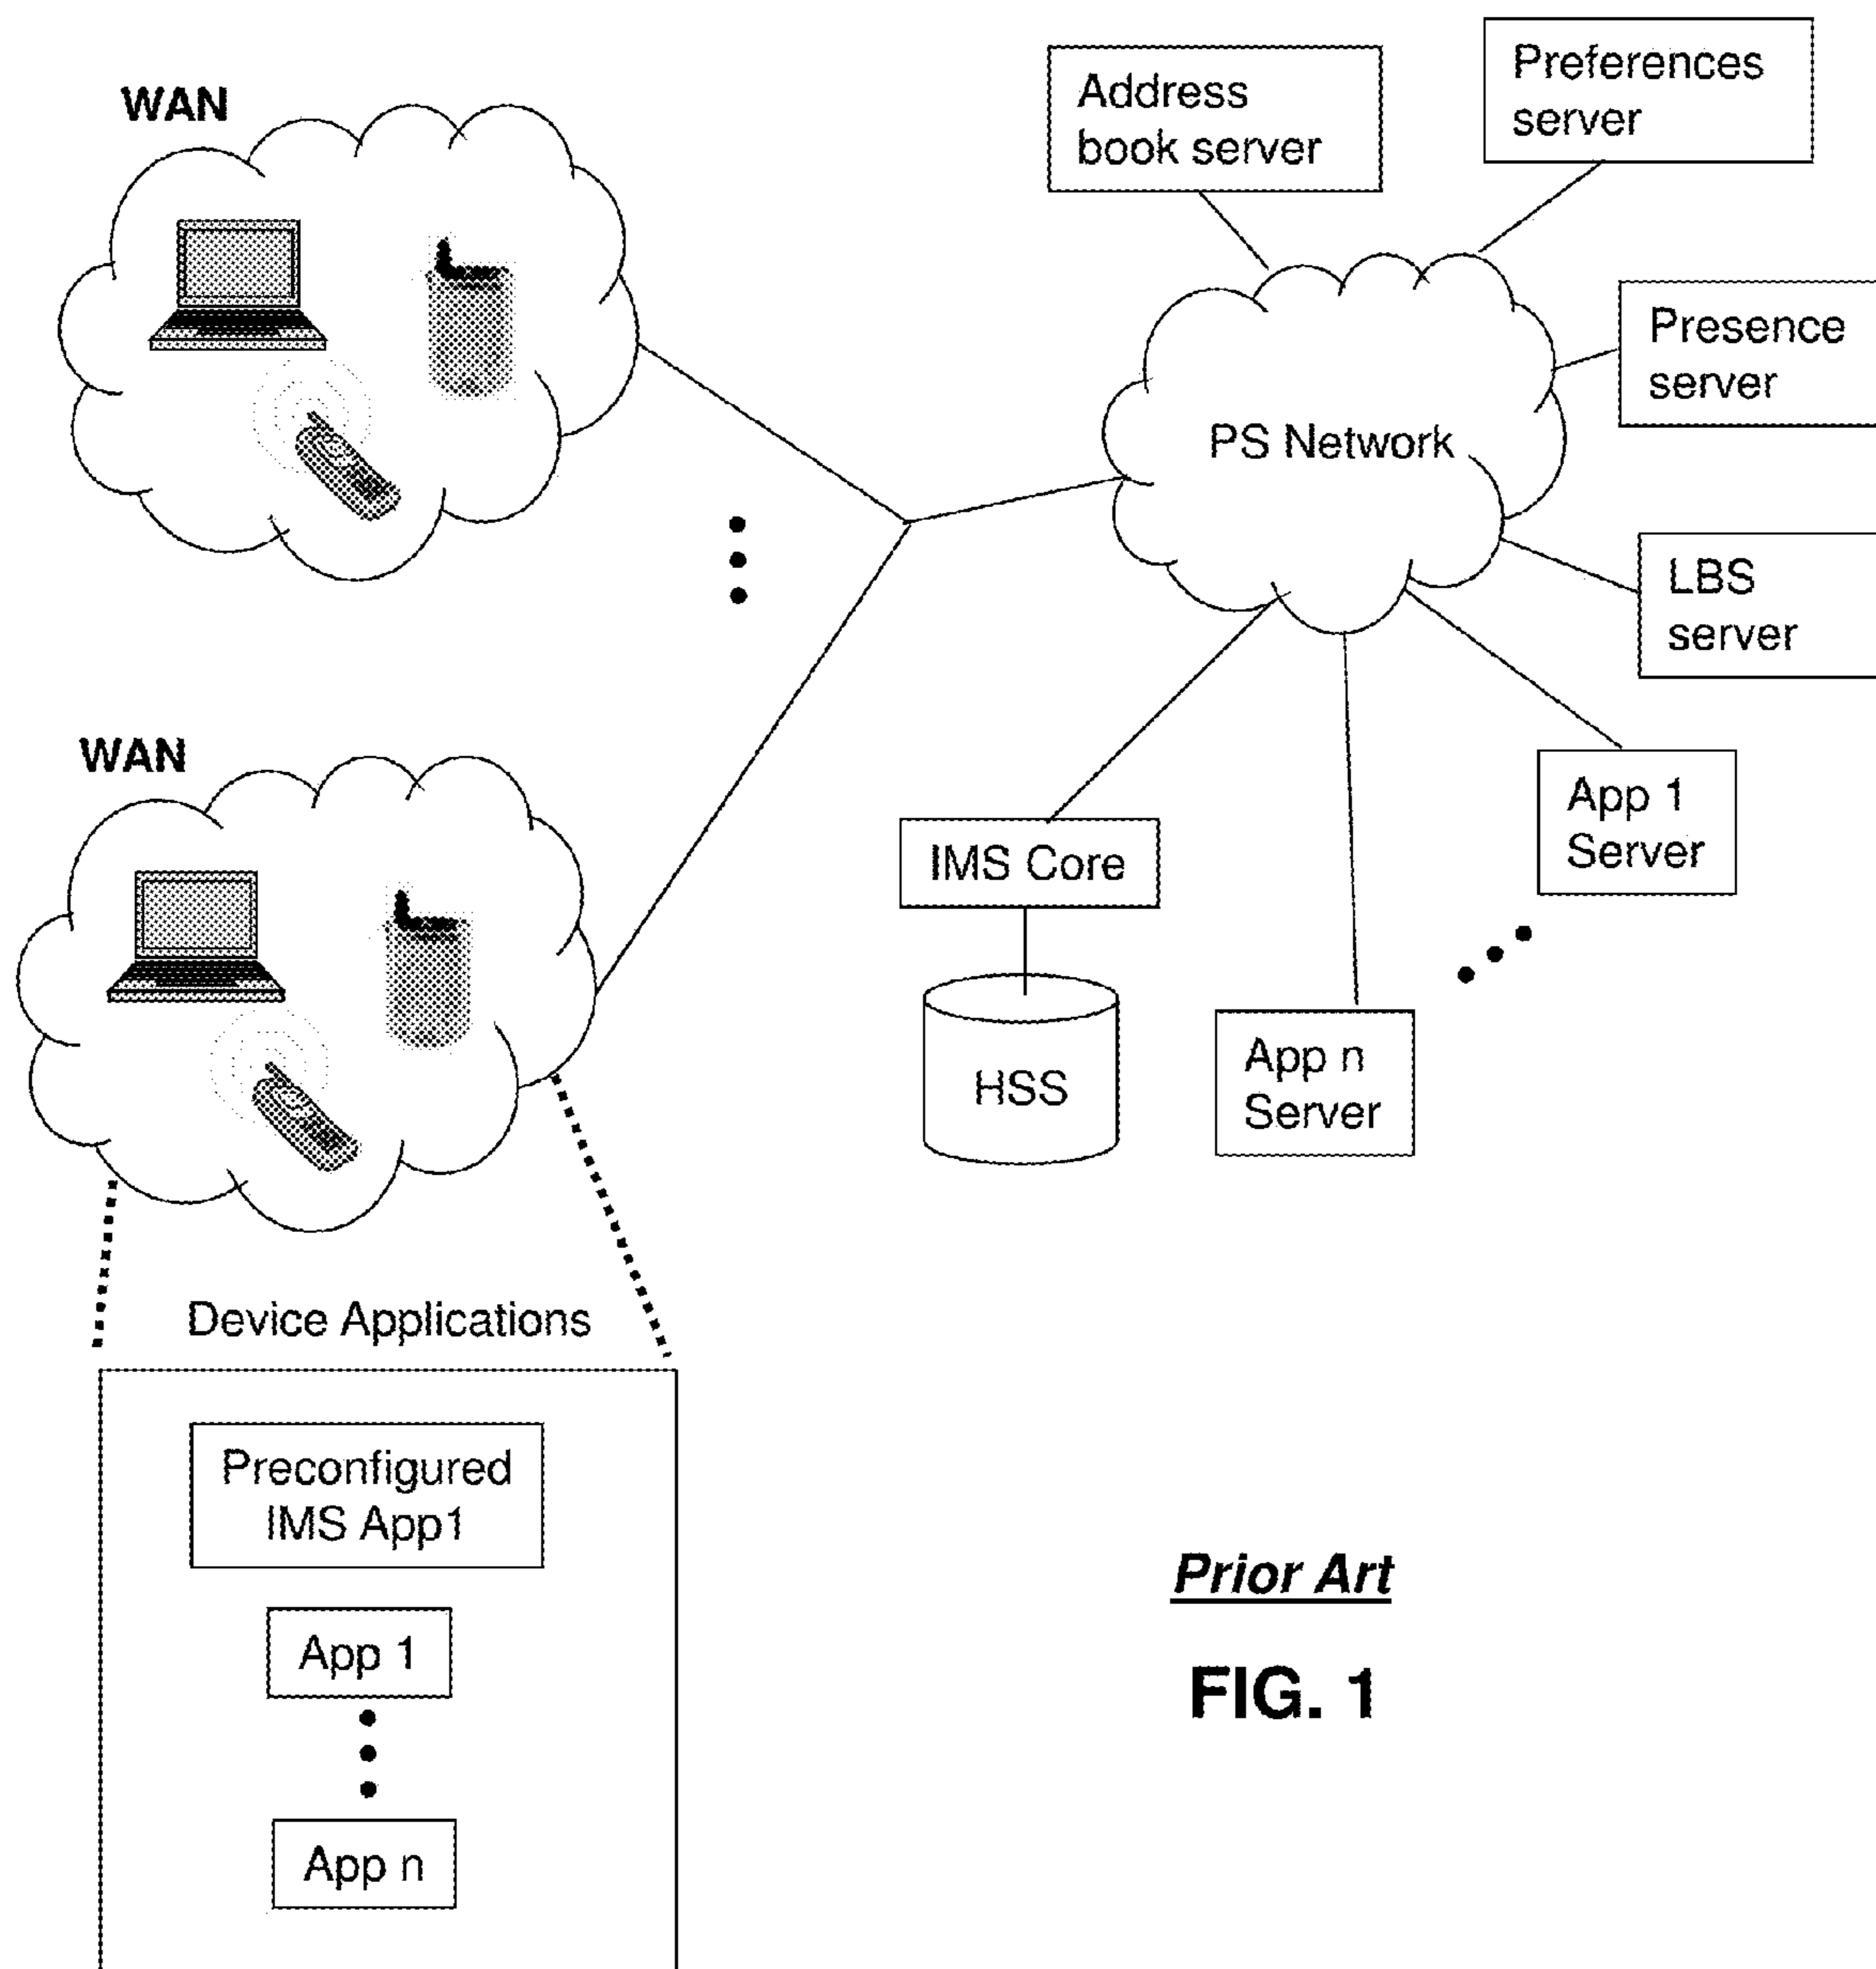 WAN
Address
book server
Preferences
server
Presence
server
PS Network
LBS
server
WAN
App 1
Server
IMS Core
HSS
App n
Server
Device Applications
Preconfigured
IMS App1
App 1
App n
Prior Art
FIG. 1